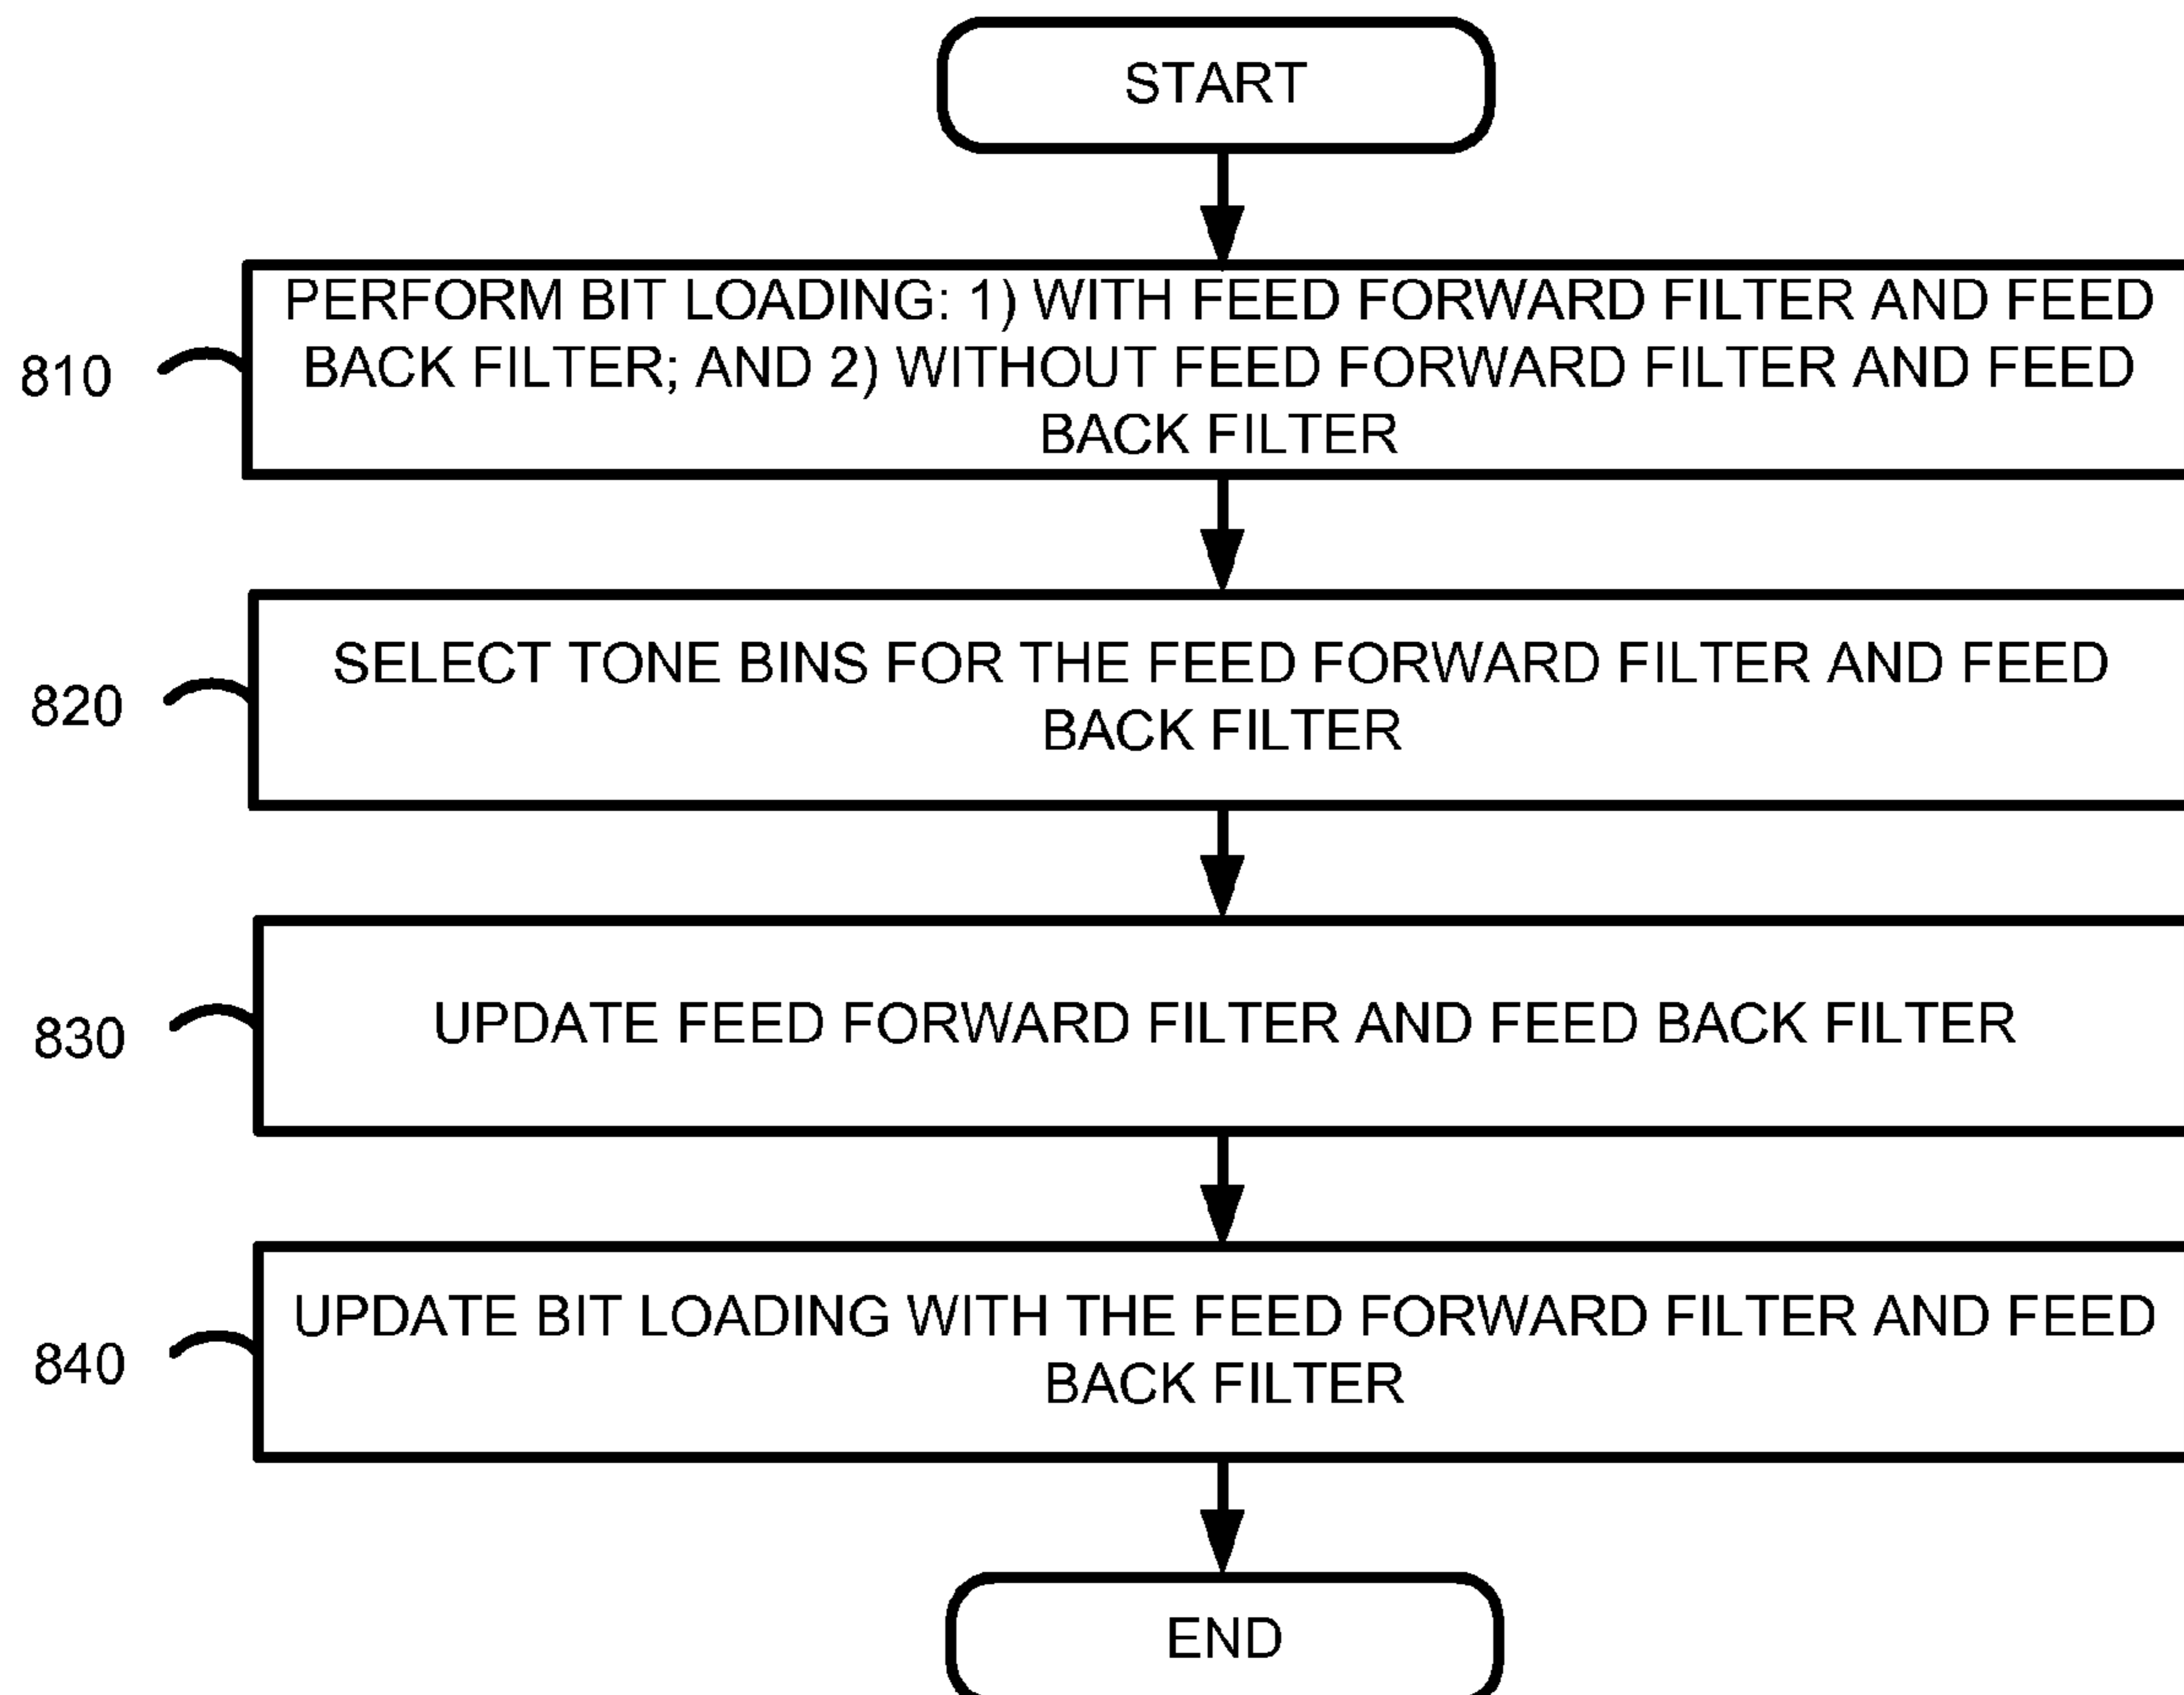 START
PERFORM BIT LOADING: 1) WITH FEED FORWARD FILTER AND FEED
BACK FILTER; AND 2) WITHOUT FEED FORWARD FILTER AND FEED
BACK FILTER
810
SELECT TONE BINS FOR THE FEED FORWARD FILTER AND FEED
BACK FILTER
820
UPDATE FEED FORWARD FILTER AND FEED BACK FILTER
830
UPDATE BIT LOADING WITH THE FEED FORWARD FILTER AND FEED
BACK FILTER
840
END